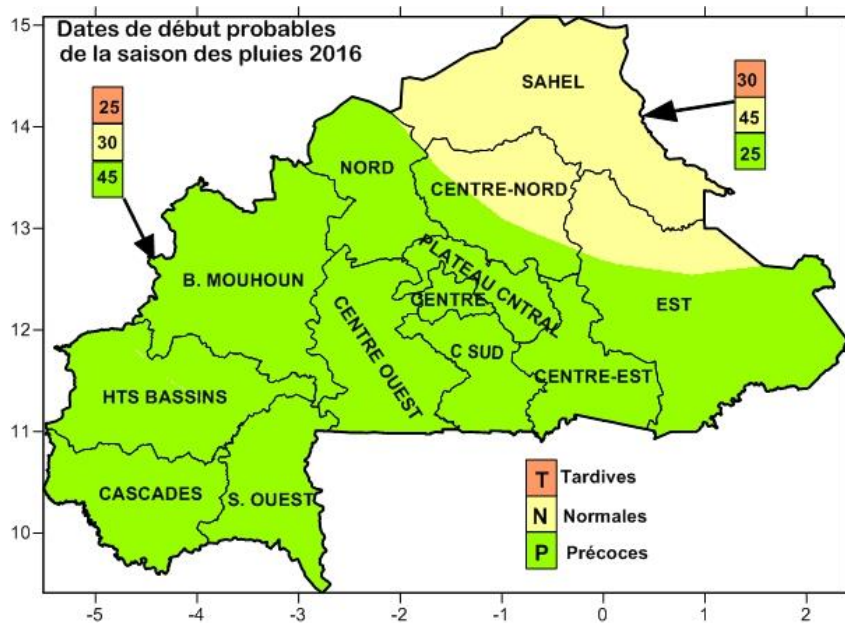 Dates de début probables
de la saison des pluies 2016
15
14
13
12
11
10
25
30
45
30
45
25
SAHEL
NORD
CENTRE-NORD
B. MOUHOUN
PLATEAU CNTRAL
CENTRE
EST
CENTRE OUEST
C SUD
CENTRE-EST
HTS BASSINS
CASCADES
S. OUEST
T Tardives
N Normales
P Précoces
-5 -4 -3 -2 -1 0 1 2